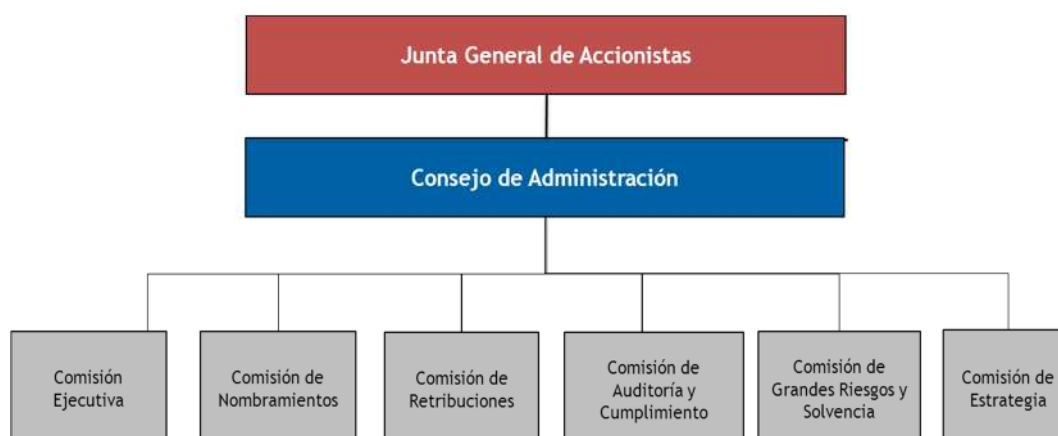 Junta General de Accionistas
Consejo de Administración
Comisión
Ejecutiva
Comisión de
Nombramientos
Comisión de
Retribuciones
Comisión de
Auditoría y
Cumplimiento
Comisión de
Grandes Riesgos y
Solvencia
Comisión de
Estrategia